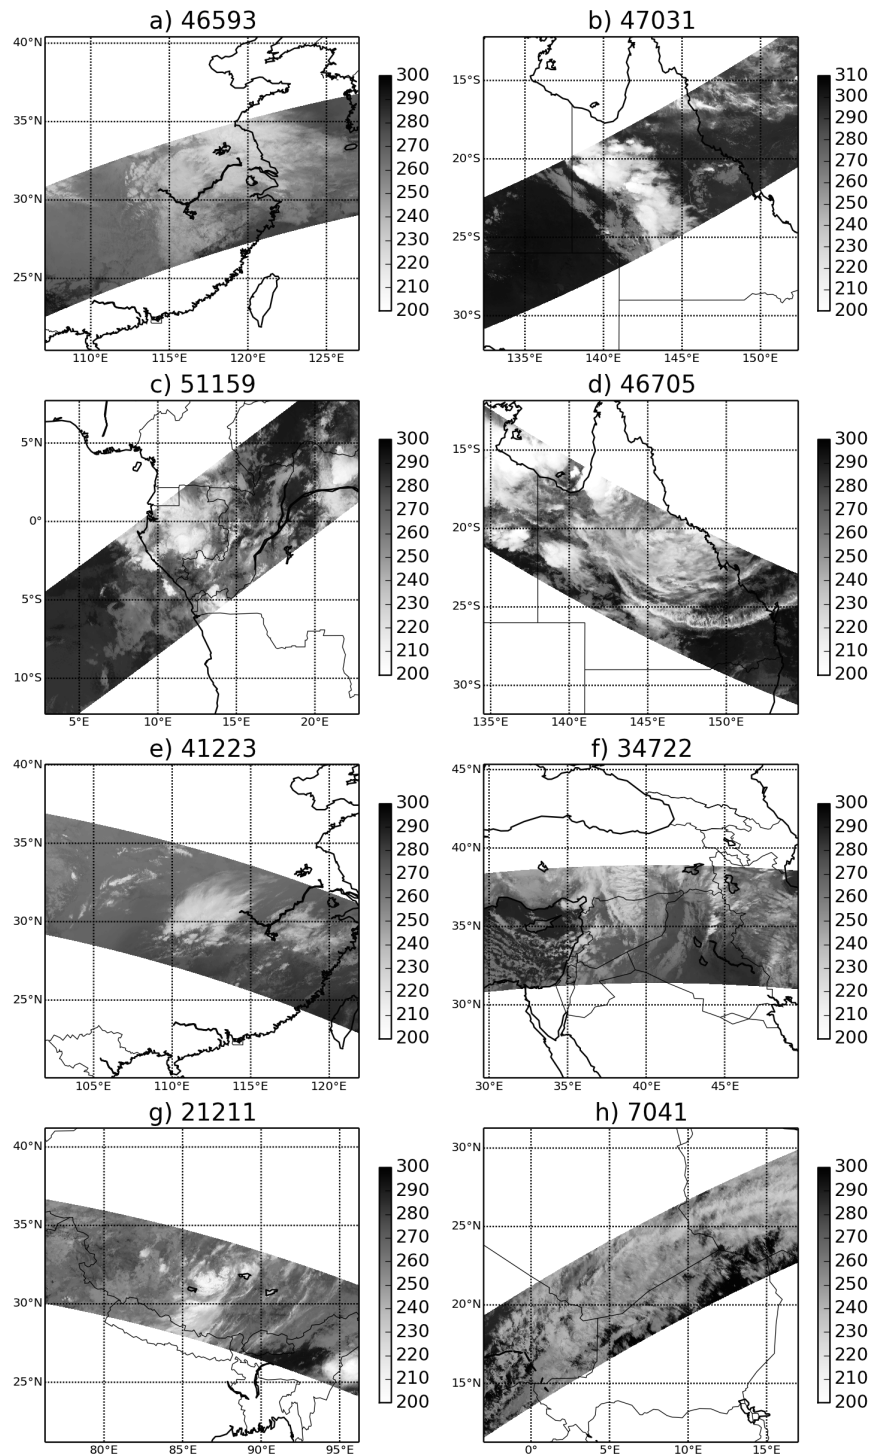 a) 46593
40°N
35°N
30°N
25°N
110°E 115°E 120°E 125°E
300
290
280
270
260
250
240
230
220
210
200
b) 47031
15°S
20°S
25°S
30°S
135°E 140°E 145°E 150°E
310
300
290
280
270
260
250
240
230
220
210
200
c) 51159
5°N
0°
5°S
10°S
5°E 10°E 15°E 20°E
300
290
280
270
260
250
240
230
220
210
200
d) 46705
15°S
20°S
25°S
30°S
135°E 140°E 145°E 150°E
300
290
280
270
260
250
240
230
220
210
200
e) 41223
40°N
35°N
30°N
25°N
105°E 110°E 115°E 120°E
300
290
280
270
260
250
240
230
220
210
200
f) 34722
45°N
40°N
35°N
30°N
30°E 35°E 40°E 45°E
300
290
280
270
260
250
240
230
220
210
200
g) 21211
40°N
35°N
30°N
25°N
80°E 85°E 90°E 95°E
300
290
280
270
260
250
240
230
220
210
200
h) 7041
30°N
25°N
20°N
15°N
0° 5°E 10°E 15°E
300
290
280
270
260
250
240
230
220
210
200